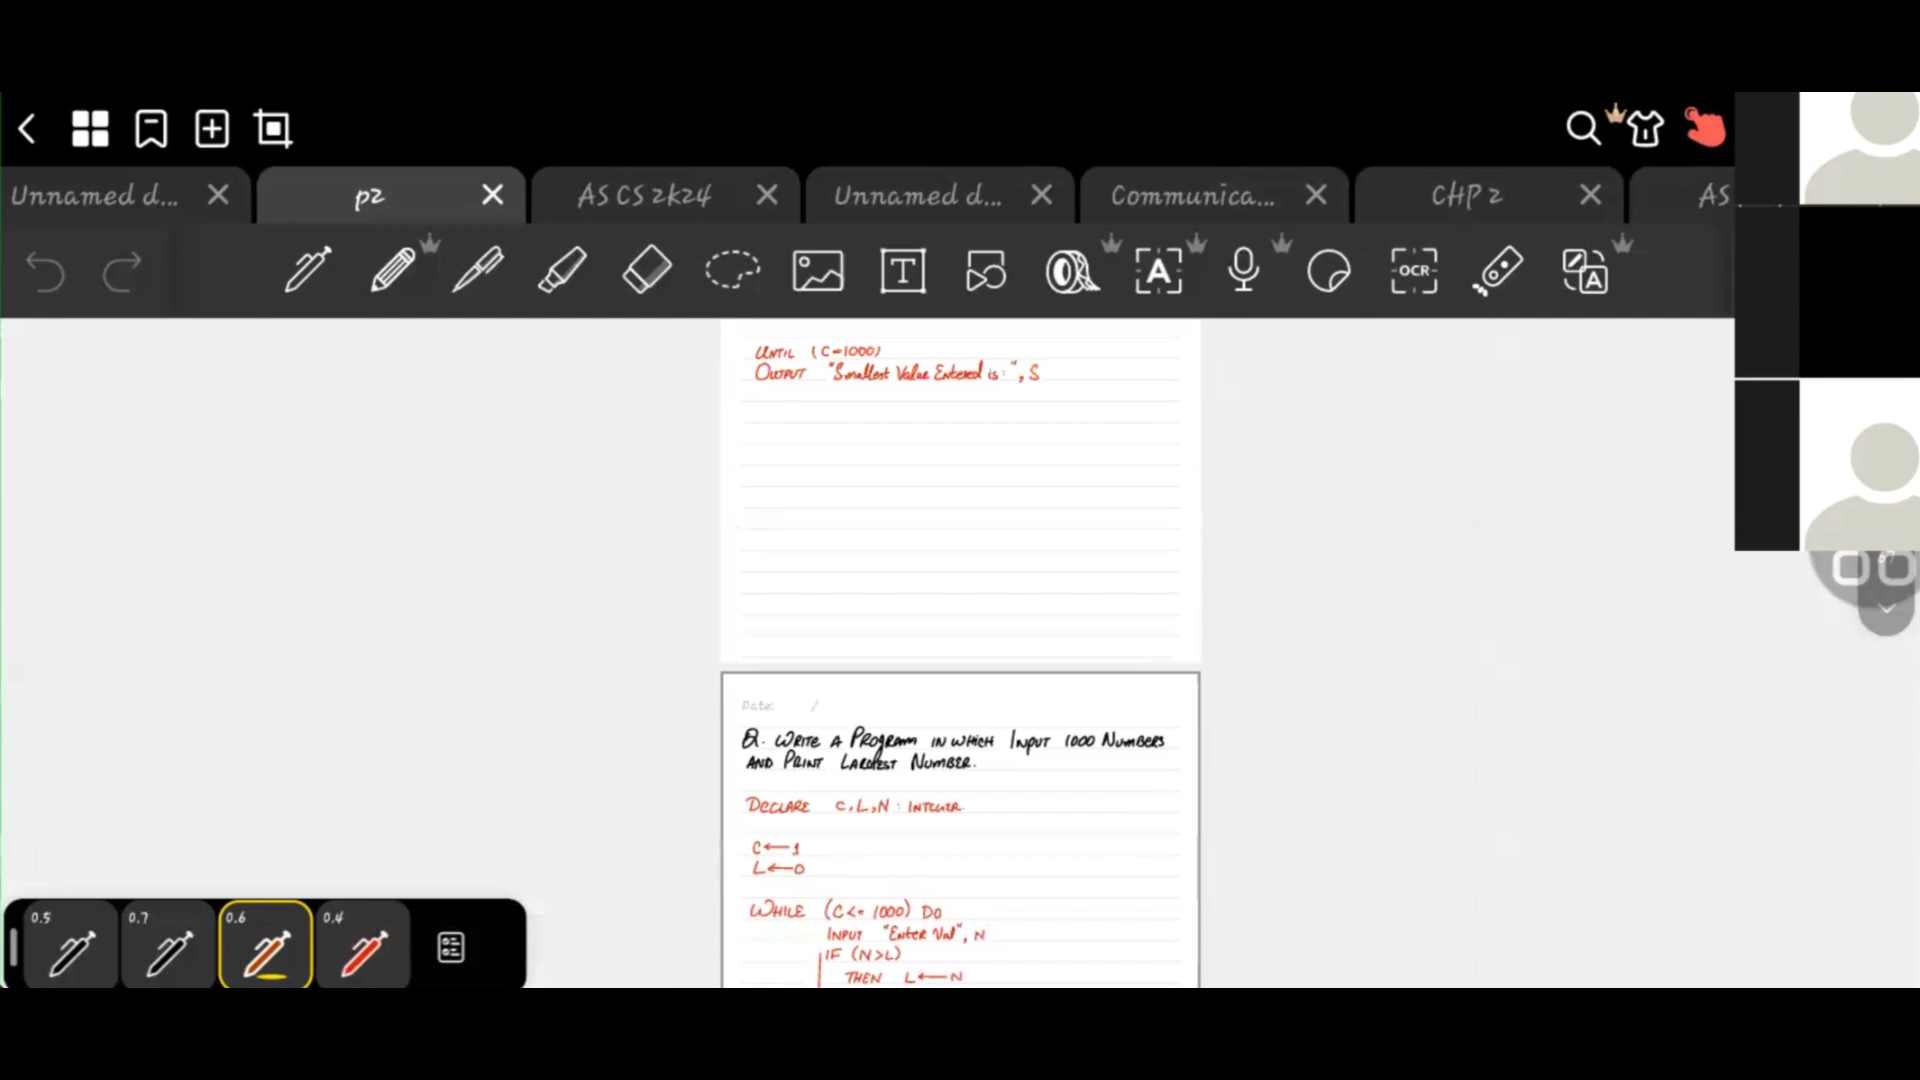 Unnamed d...
p2
AS CS 2k24
Unnamed d...
Communica...
CHP 2
AS
T
A
OCR
A
UNTIL (C=1000)
OUTPUT "Smallest Value Entered is:", S
Date: /
Q. WRITE A PROGRAM IN WHICH INPUT 1000 NUMBERS
AND PRINT LARGEST NUMBER.
DECLARE C,L,N : INTEGER.
C←1
L←0
WHILE (C<= 1000) DO
INPUT "Enter Val", N
IF (N>L)
THEN L←N
0.5
0.7
0.6
0.4